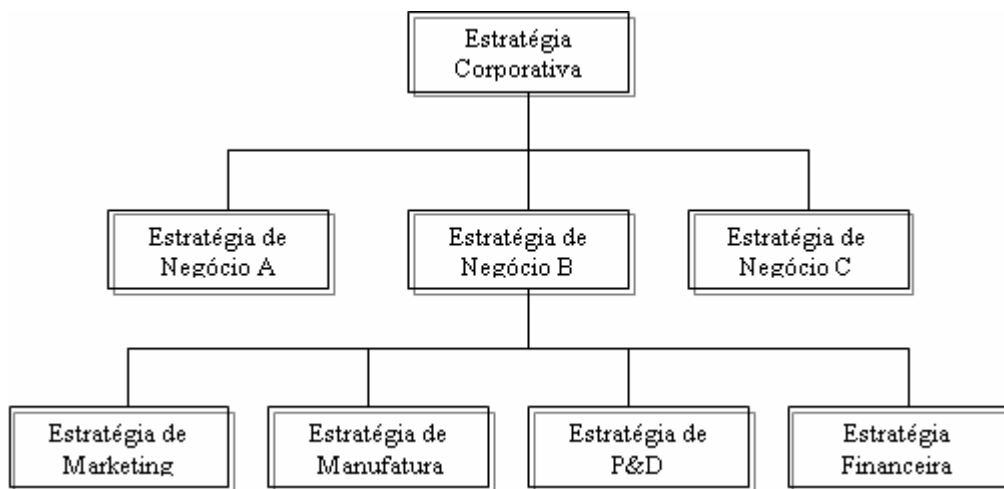 Estratégia
Corporativa
Estratégia de
Negócio A
Estratégia de
Negócio B
Estratégia de
Negócio C
Estratégia de
Marketing
Estratégia de
Manufatura
Estratégia de
P&D
Estratégia
Financeira